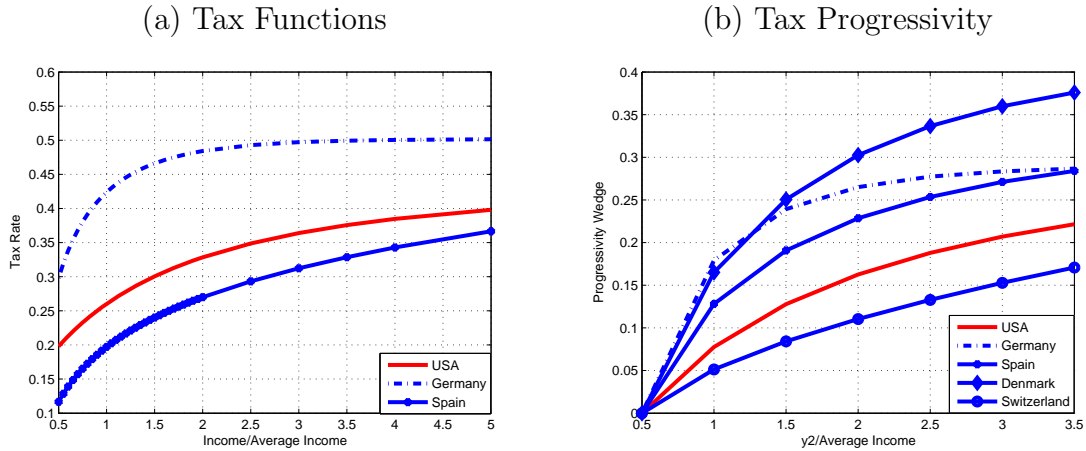 (a) Tax Functions
0.6
0.55
0.5
0.45
0.4
0.35
0.3
0.25
0.2
0.15
0.1
Tax Rate
0.5 1 1.5 2 2.5 3 3.5 4 4.5 5
Income/Average Income
USA
Germany
Spain
(b) Tax Progressivity
0.4
0.35
0.3
0.25
0.2
0.15
0.1
0.05
0
Progressivity Wedge
0.5 1 1.5 2 2.5 3 3.5
y2/Average Income
USA
Germany
Spain
Denmark
Switzerland